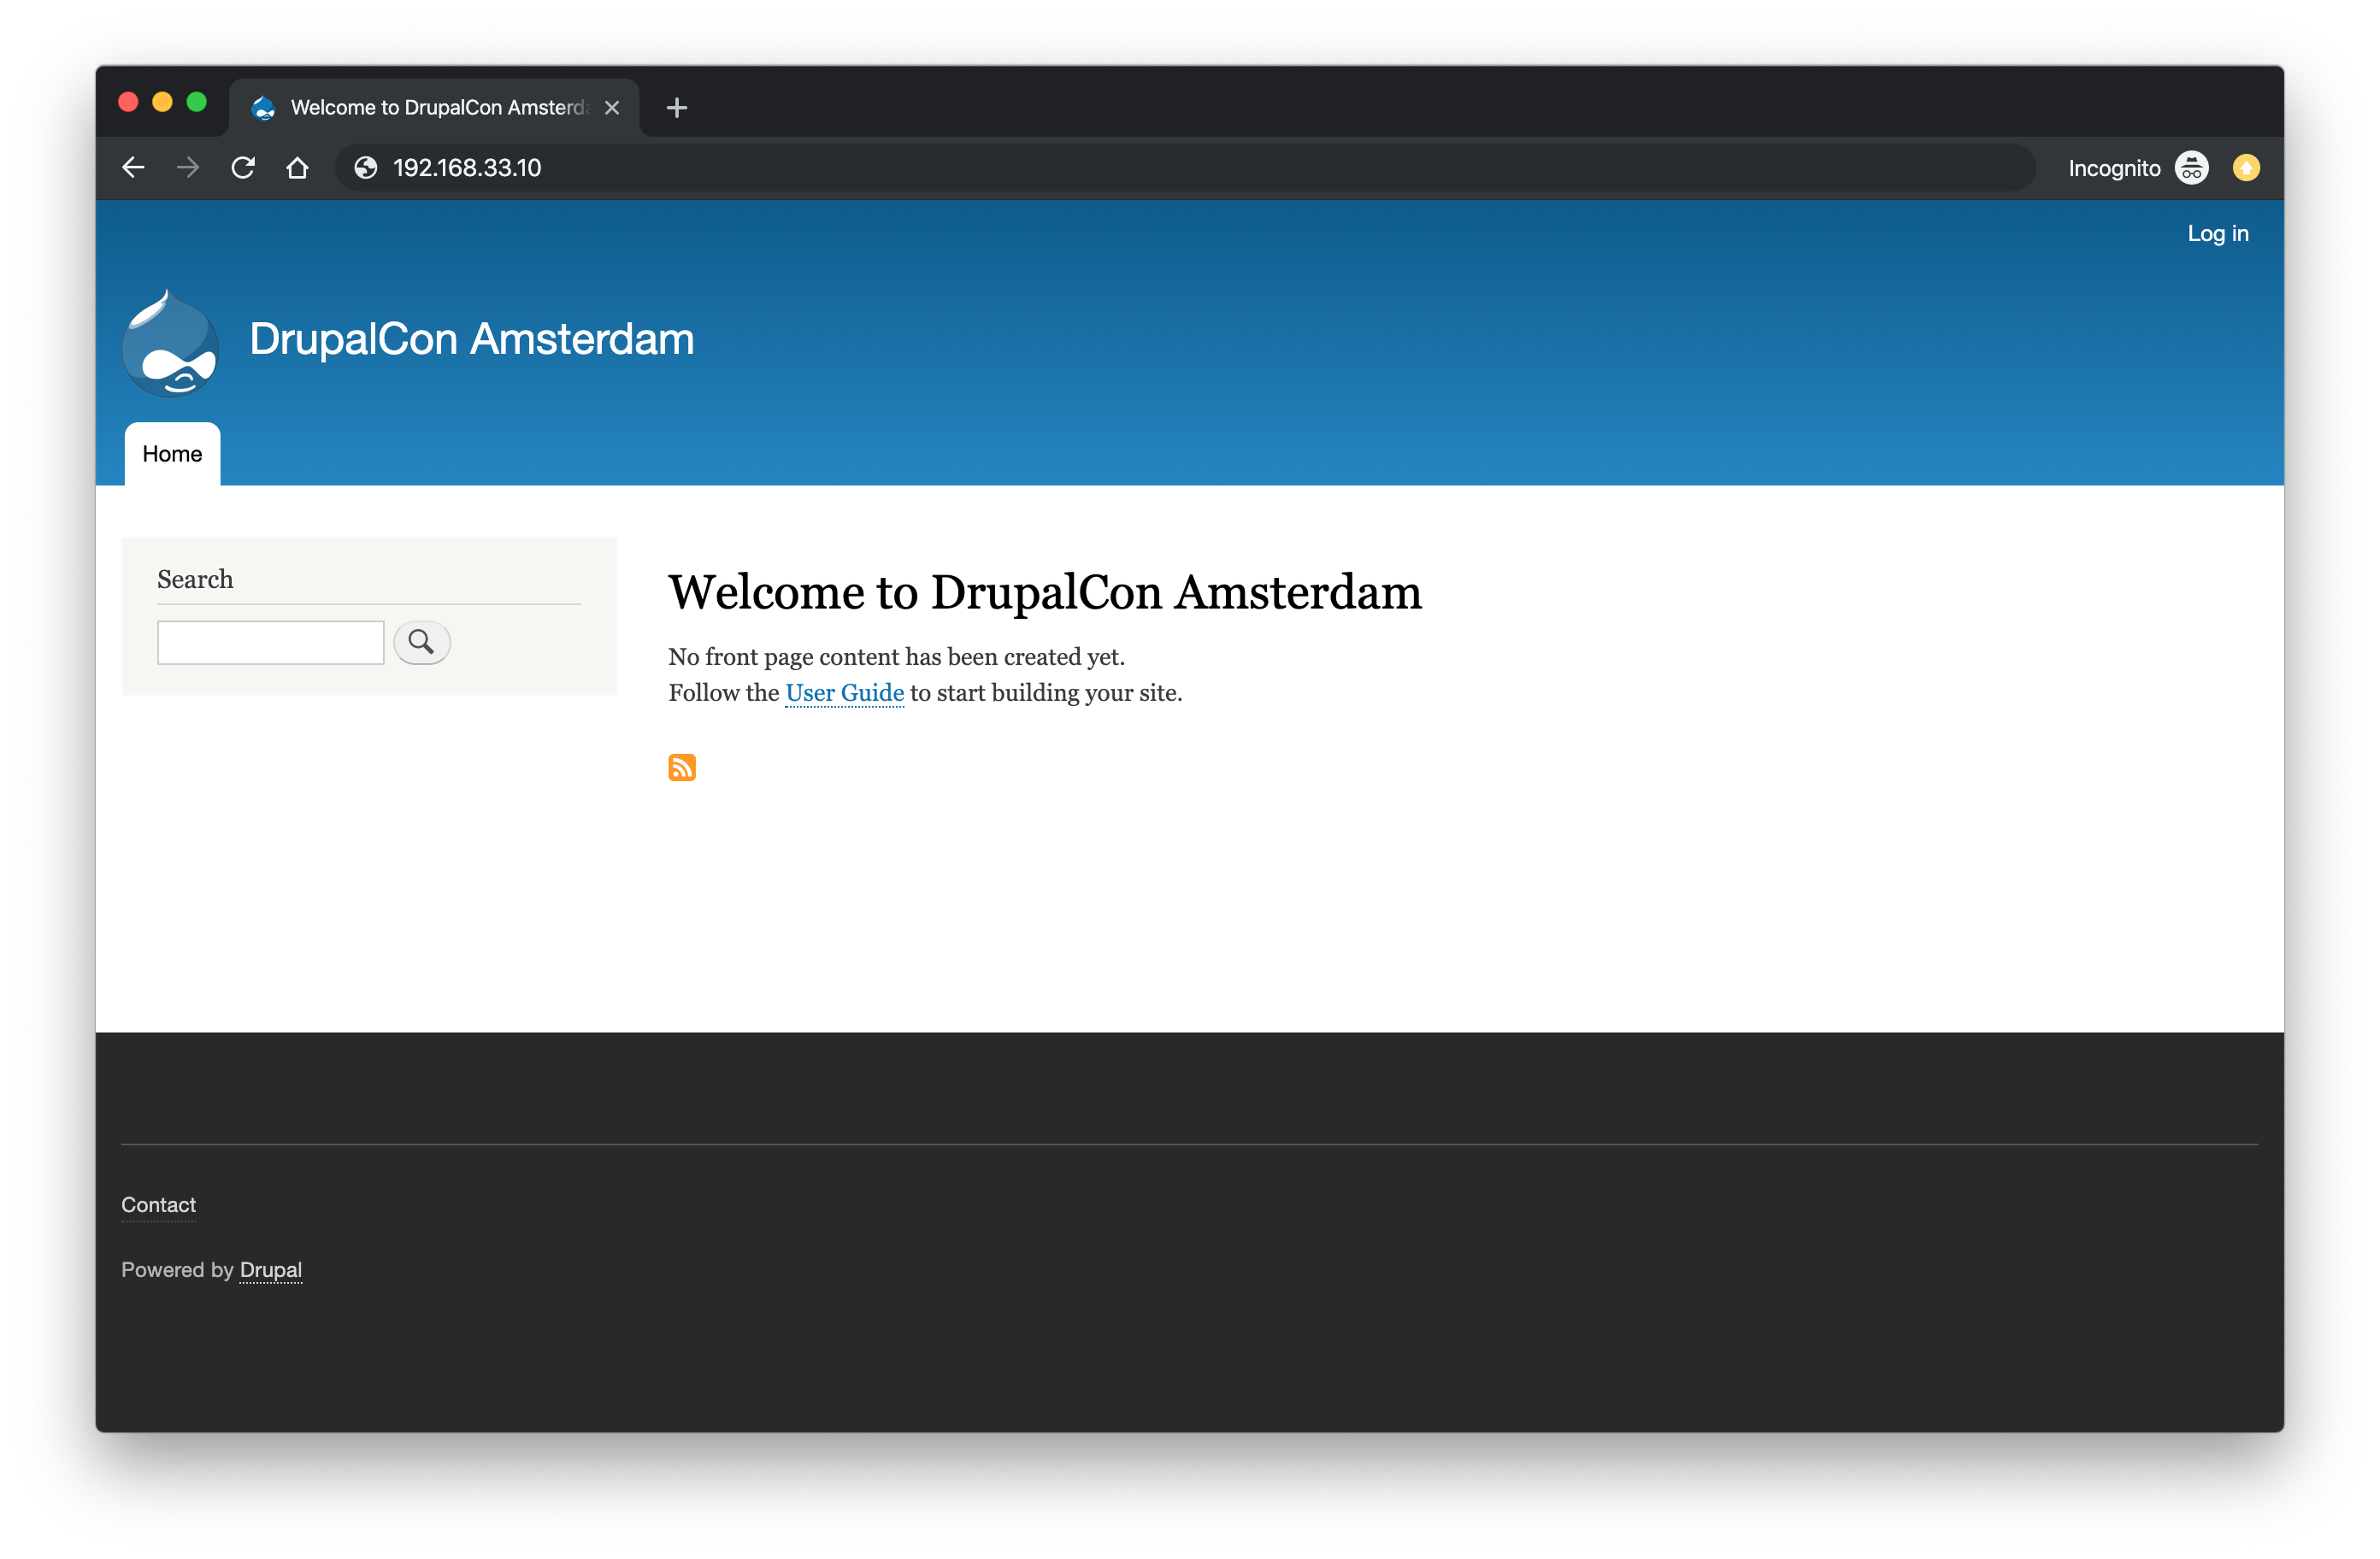 Welcome to DrupalCon Amsterda
192.168.33.10
Incognito
Log in
DrupalCon Amsterdam
Home
Search
Welcome to DrupalCon Amsterdam
No front page content has been created yet.
Follow the User Guide to start building your site.
Contact
Powered by Drupal